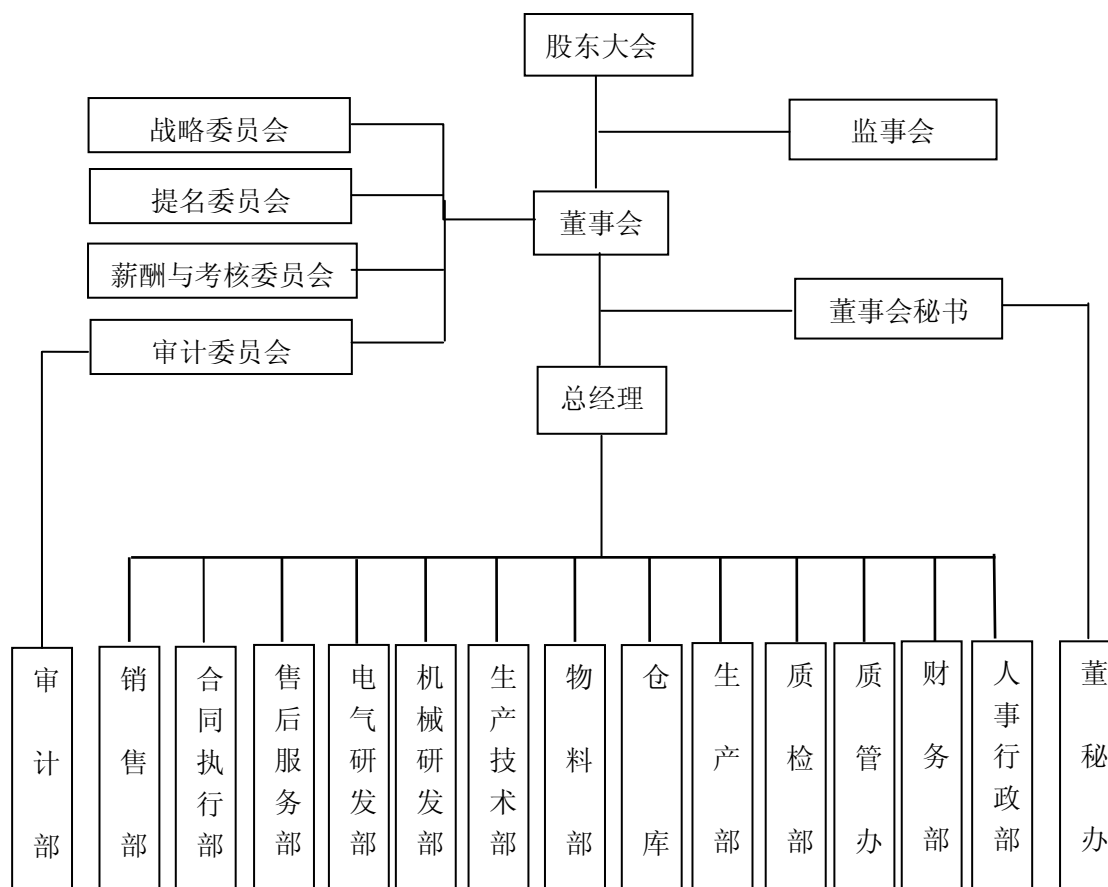 股东大会
战略委员会
监事会
提名委员会
董事会
薪酬与考核委员会
董事会秘书
审计委员会
总经理
审计部
销售部
合同执行部
售后服务部
电气研发部
机械研发部
生产技术部
物料部
仓库
生产部
质检部
质管办
财务部
人事行政部
董秘办